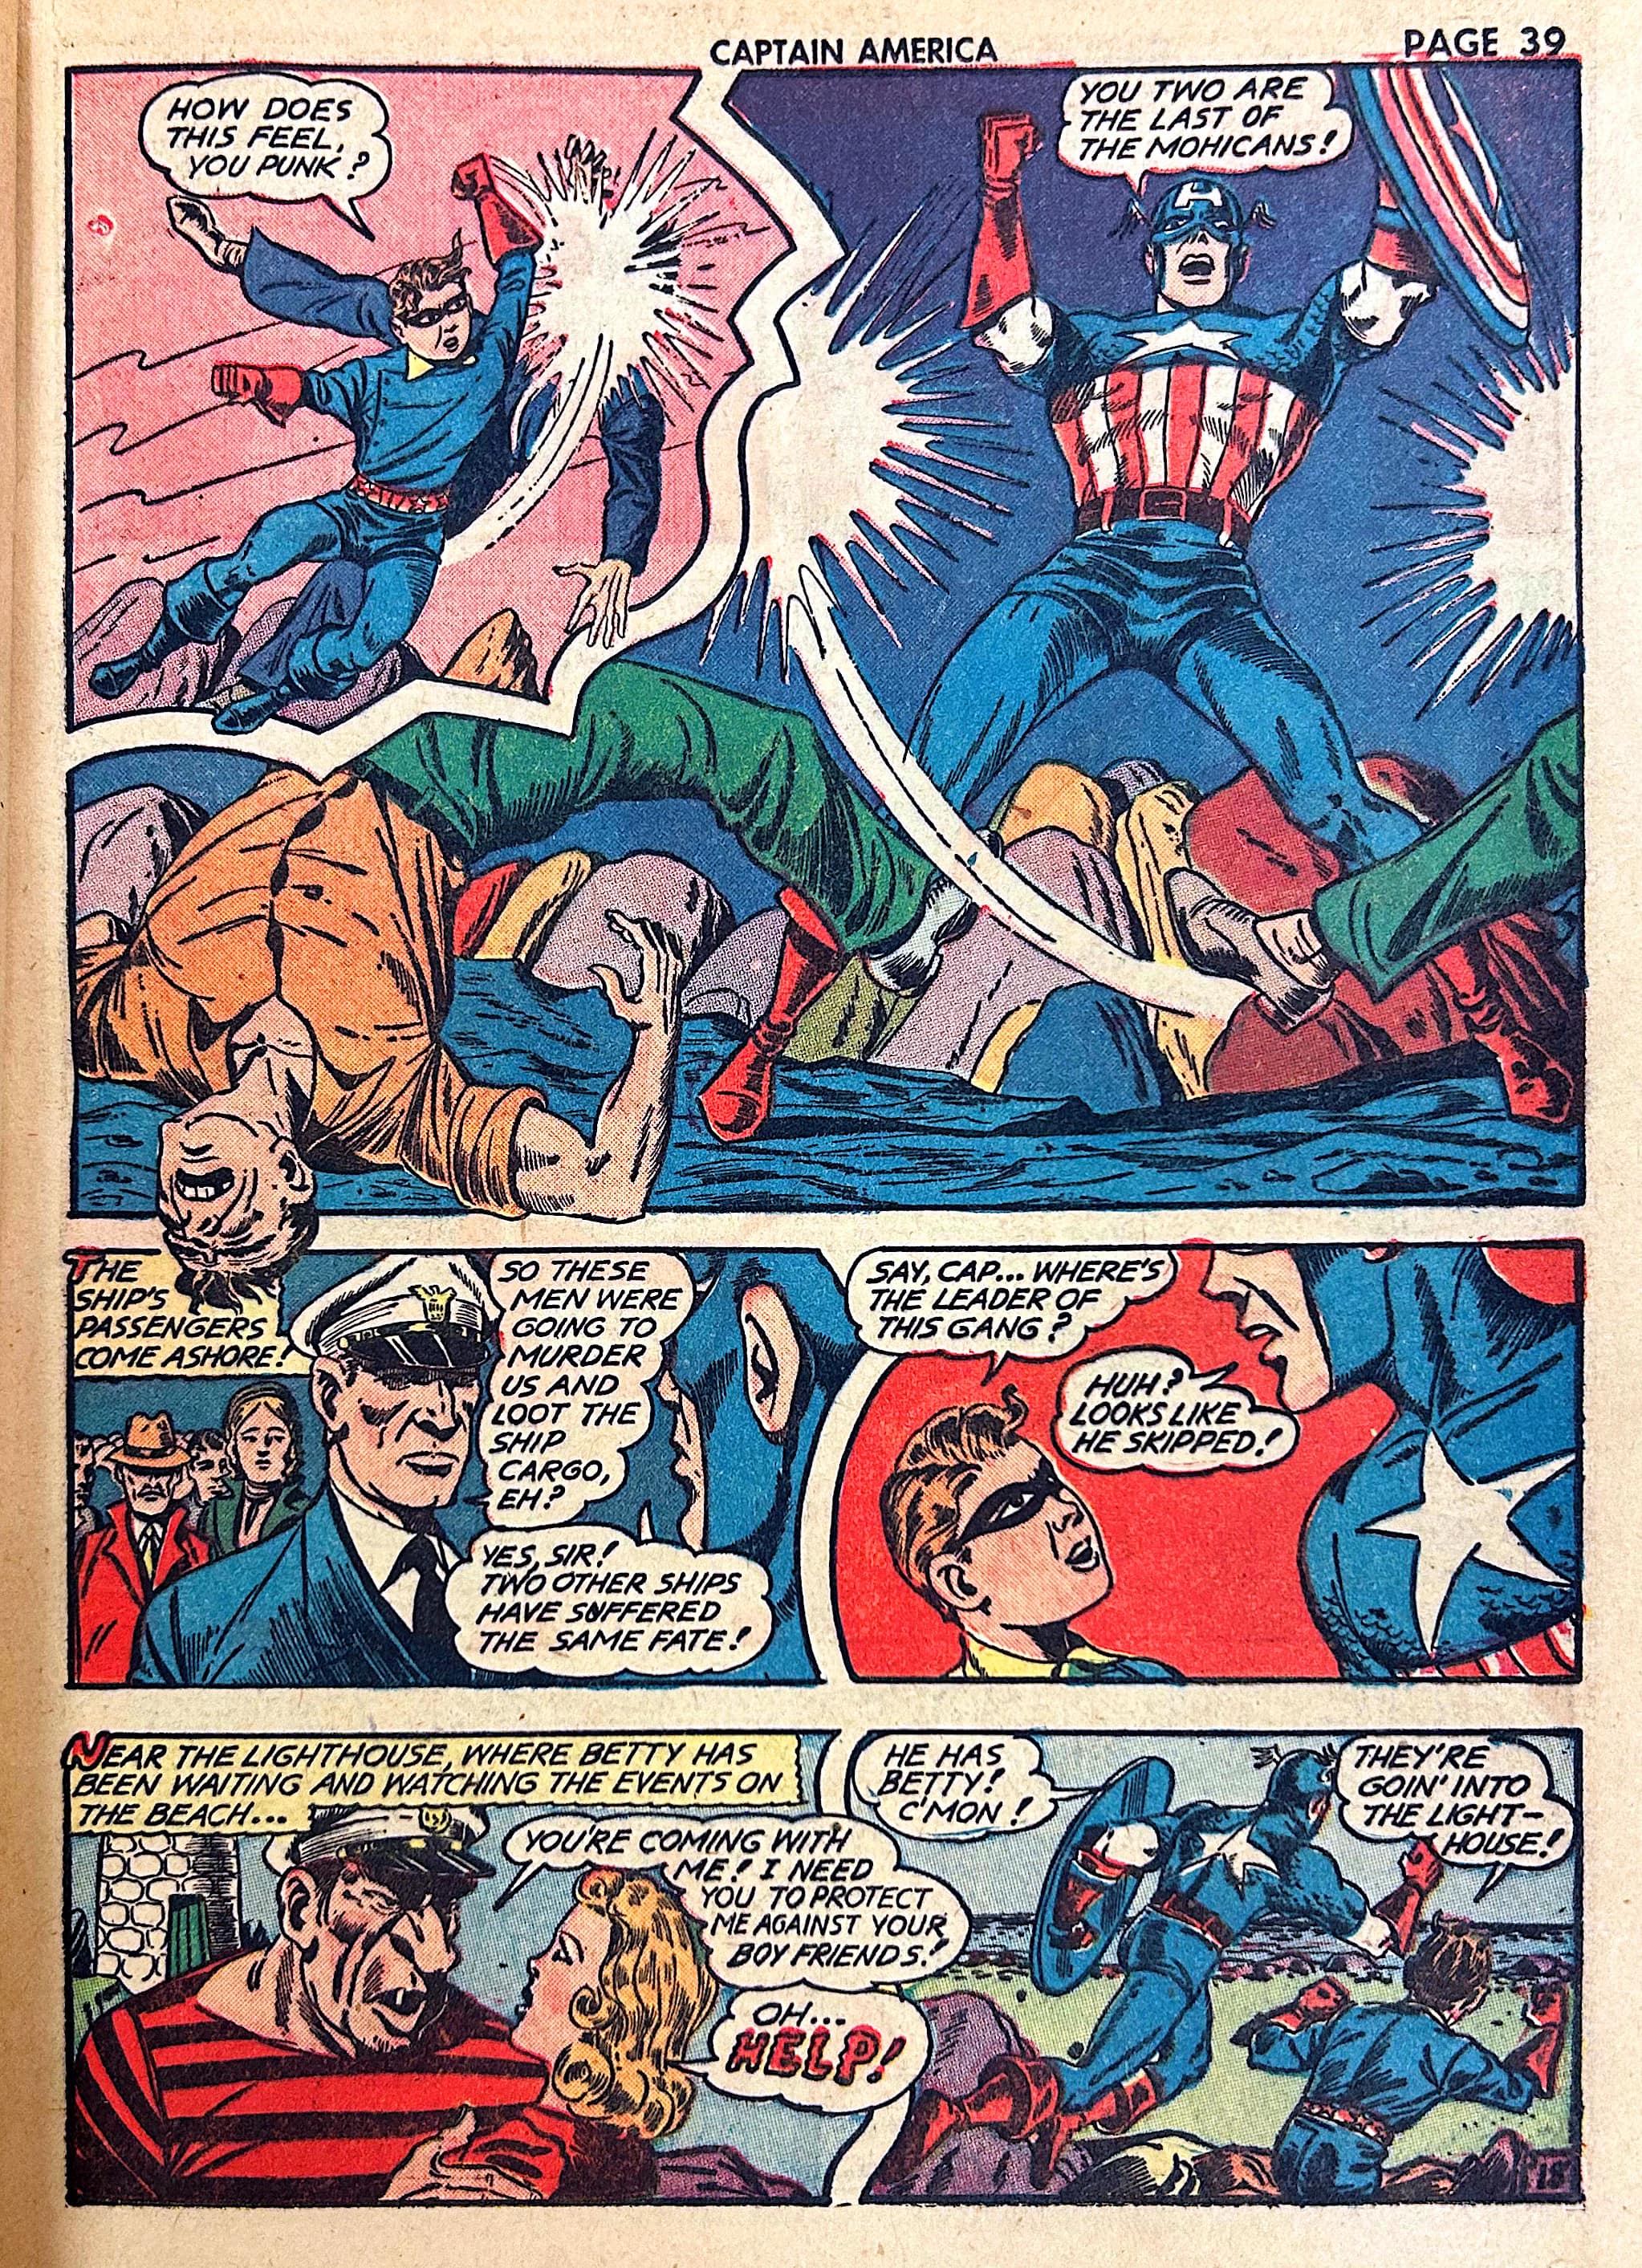 CAPTAIN AMERICA
PAGE 39
HOW DOES
THIS FEEL,
YOU PUNK?
YOU TWO ARE
THE LAST OF
THE MOHICANS!
THE
SHIP'S
PASSENGERS
COME ASHORE!
SO THESE
MEN WERE
GOING TO
MURDER
US AND
LOOT THE
SHIP
CARGO,
EH?
YES, SIR!
TWO OTHER SHIPS
HAVE SUFFERED
THE SAME FATE!
SAY, CAP... WHERE'S
THE LEADER OF
THIS GANG?
HUH?
LOOKS LIKE
HE SKIPPED!
NEAR THE LIGHTHOUSE, WHERE BETTY HAS
BEEN WAITING AND WATCHING THE EVENTS ON
THE BEACH...
YOU'RE COMING WITH
ME! I NEED
YOU TO PROTECT
ME AGAINST YOUR
BOY FRIENDS!
OH...
HELP!
HE HAS
BETTY!
C'MON!
THEY'RE
GOIN' INTO
THE LIGHT-
HOUSE!
A
15